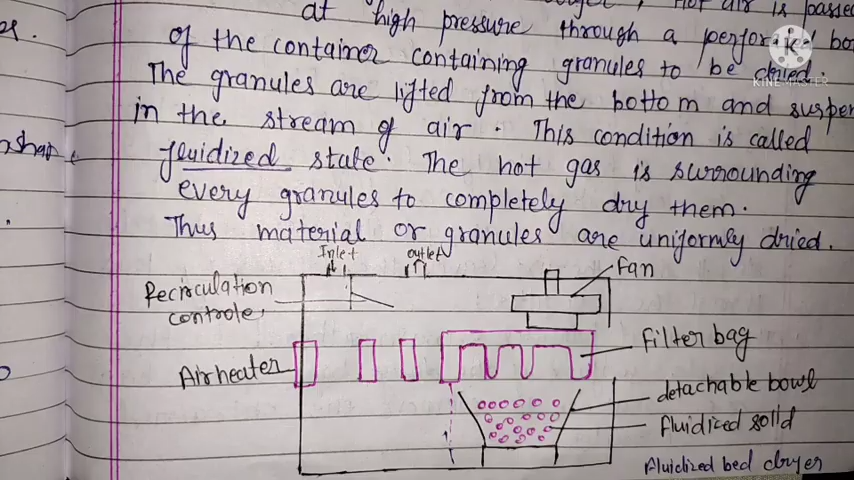 at high pressure through a
of the container containing granules to be dried.
KINEMASTER
The granules are lifted from the bottom and
in the stream of air. This condition is called
fluidized state. The hot gas is surrounding
every granules to completely dry them.
Thus material or granules are uniformly dried.
Inlet outlet
Fan
Recirculation
controle,
Filter bag
Air heater
detachable bowl
fluidized solid
fluidized bed dryer